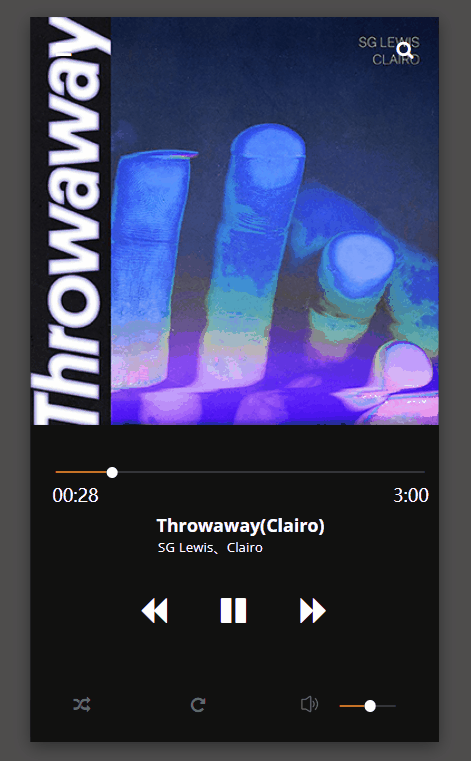 Throwaway
SG LEWIS
CLAIRO
00:28
3:00
Throwaway(Clairo)
SG Lewis、Clairo